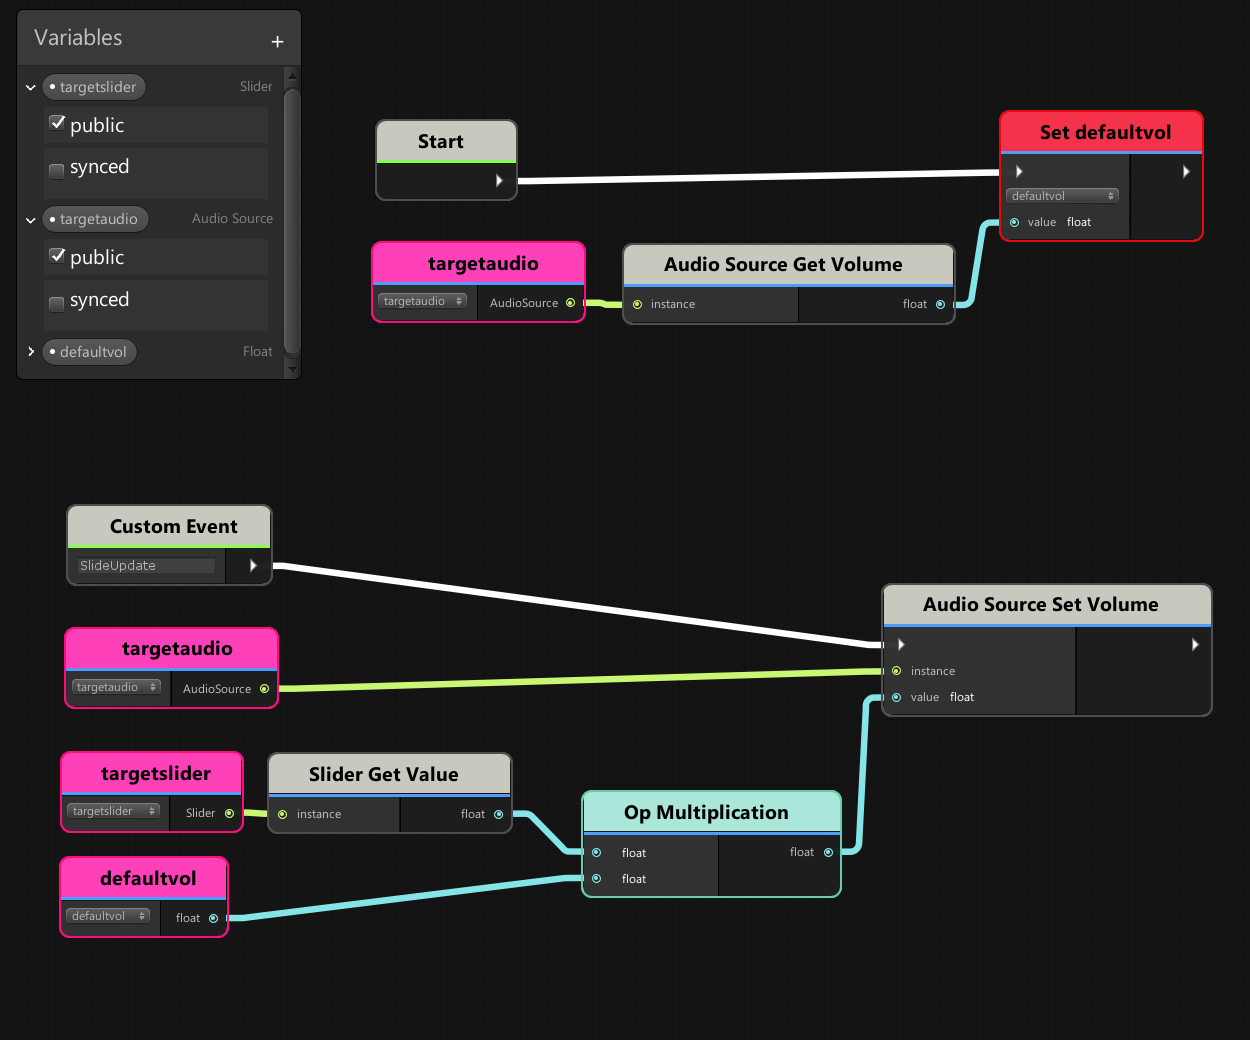 Variables
+
targetslider
Slider
public
synced
targetaudio
Audio Source
public
synced
defaultvol
Float
Start
Set defaultvol
defaultvol
value float
targetaudio
targetaudio
AudioSource
Audio Source Get Volume
instance
float
Custom Event
SlideUpdate
targetaudio
targetaudio
AudioSource
Audio Source Set Volume
instance
value float
targetslider
targetslider
Slider
Slider Get Value
instance
float
Op Multiplication
float
float
float
defaultvol
defaultvol
float